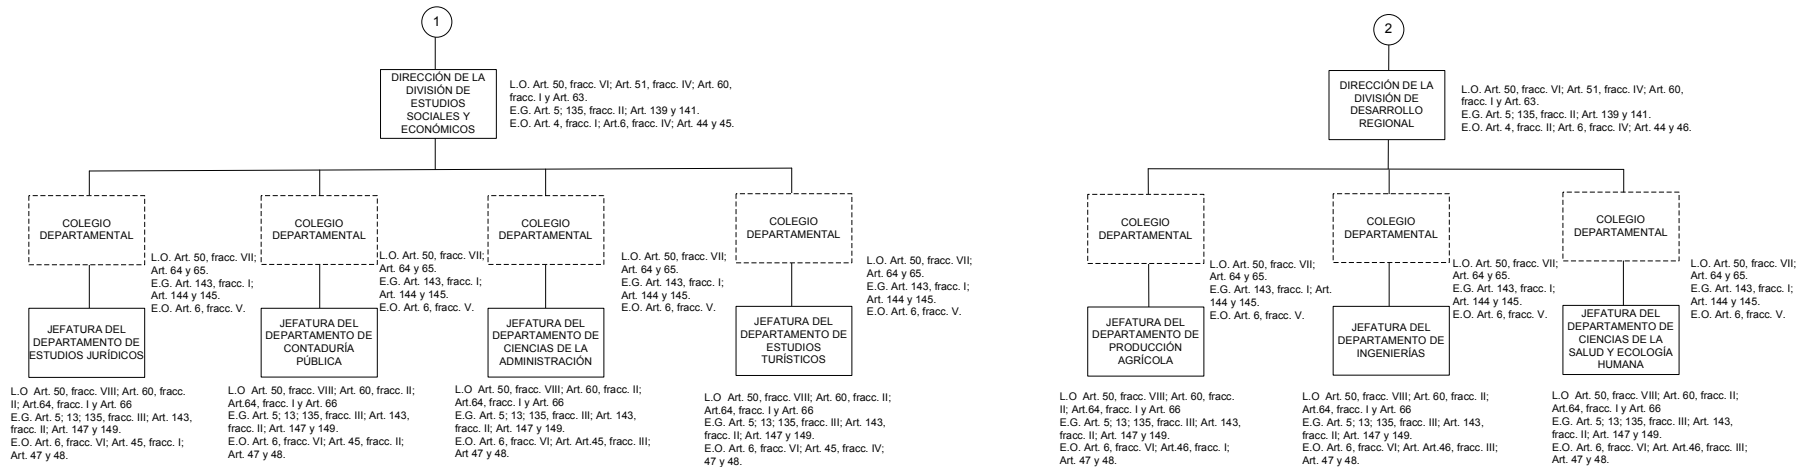 1
DIRECCIÓN DE LA
DIVISIÓN DE
ESTUDIOS
SOCIALES Y
ECONÓMICOS
L.O. Art. 50, fracc. VI; Art. 51, fracc. IV; Art. 60,
fracc. I y Art. 63.
E.G. Art. 5; 135, fracc. II; Art. 139 y 141.
E.O. Art. 4, fracc. I; Art.6, fracc. IV; Art. 44 y 45.
COLEGIO
DEPARTAMENTAL
L.O. Art. 50, fracc. VII;
Art. 64 y 65.
E.G. Art. 143, fracc. I;
Art. 144 y 145.
E.O. Art. 6, fracc. V.
JEFATURA DEL
DEPARTAMENTO DE
ESTUDIOS JURÍDICOS
L.O  Art. 50, fracc. VIII; Art. 60, fracc.
II; Art.64, fracc. I y Art. 66
E.G. Art. 5; 13; 135, fracc. III; Art. 143,
fracc. II; Art. 147 y 149.
E.O. Art. 6, fracc. VI; Art. 45, fracc. I;
Art. 47 y 48.
COLEGIO
DEPARTAMENTAL
L.O. Art. 50, fracc. VII;
Art. 64 y 65.
E.G. Art. 143, fracc. I;
Art. 144 y 145.
E.O. Art. 6, fracc. V.
JEFATURA DEL
DEPARTAMENTO DE
CONTADURÍA
PÚBLICA
L.O  Art. 50, fracc. VIII; Art. 60, fracc. II;
Art.64, fracc. I y Art. 66
E.G. Art. 5; 13; 135, fracc. III; Art. 143,
fracc. II; Art. 147 y 149.
E.O. Art. 6, fracc. VI; Art. 45, fracc. II;
Art. 47 y 48.
COLEGIO
DEPARTAMENTAL
L.O. Art. 50, fracc. VII;
Art. 64 y 65.
E.G. Art. 143, fracc. I;
Art. 144 y 145.
E.O. Art. 6, fracc. V.
JEFATURA DEL
DEPARTAMENTO DE
CIENCIAS DE LA
ADMINISTRACIÓN
L.O  Art. 50, fracc. VIII; Art. 60, fracc. II;
Art.64, fracc. I y Art. 66
E.G. Art. 5; 13; 135, fracc. III; Art. 143,
fracc. II; Art. 147 y 149.
E.O. Art. 6, fracc. VI; Art. Art.45, fracc. III;
Art 47 y 48.
COLEGIO
DEPARTAMENTAL
L.O. Art. 50, fracc. VII;
Art. 64 y 65.
E.G. Art. 143, fracc. I;
Art. 144 y 145.
E.O. Art. 6, fracc. V.
JEFATURA DEL
DEPARTAMENTO DE
ESTUDIOS
TURÍSTICOS
L.O  Art. 50, fracc. VIII; Art. 60, fracc. II;
Art.64, fracc. I y Art. 66
E.G. Art. 5; 13; 135, fracc. III; Art. 143,
fracc. II; Art. 147 y 149.
E.O. Art. 6, fracc. VI; Art. 45, fracc. IV;
47 y 48.
2
DIRECCIÓN DE LA
DIVISIÓN DE
DESARROLLO
REGIONAL
L.O. Art. 50, fracc. VI; Art. 51, fracc. IV; Art. 60,
fracc. I y Art. 63.
E.G. Art. 5; 135, fracc. II; Art. 139 y 141.
E.O. Art. 4, fracc. II; Art. 6, fracc. IV; Art. 44 y 46.
COLEGIO
DEPARTAMENTAL
L.O. Art. 50, fracc. VII;
Art. 64 y 65.
E.G. Art. 143, fracc. I; Art.
144 y 145.
E.O. Art. 6, fracc. V.
JEFATURA DEL
DEPARTAMENTO DE
PRODUCCIÓN
AGRÍCOLA
L.O  Art. 50, fracc. VIII; Art. 60, fracc.
II; Art.64, fracc. I y Art. 66
E.G. Art. 5; 13; 135, fracc. III; Art. 143,
fracc. II; Art. 147 y 149.
E.O. Art. 6, fracc. VI; Art.46, fracc. I;
Art. 47 y 48.
COLEGIO
DEPARTAMENTAL
L.O. Art. 50, fracc. VII;
Art. 64 y 65.
E.G. Art. 143, fracc. I;
Art. 144 y 145.
E.O. Art. 6, fracc. V.
JEFATURA DEL
DEPARTAMENTO DE
INGENIERÍAS
L.O  Art. 50, fracc. VIII; Art. 60, fracc. II;
Art.64, fracc. I y Art. 66
E.G. Art. 5; 13; 135, fracc. III; Art. 143,
fracc. II; Art. 147 y 149.
E.O. Art. 6, fracc. VI; Art. Art.46, fracc. II;
Art. 47 y 48.
COLEGIO
DEPARTAMENTAL
L.O. Art. 50, fracc. VII;
Art. 64 y 65.
E.G. Art. 143, fracc. I;
Art. 144 y 145.
E.O. Art. 6, fracc. V.
JEFATURA DEL
DEPARTAMENTO DE
CIENCIAS DE LA
SALUD Y ECOLOGÍA
HUMANA
L.O  Art. 50, fracc. VIII; Art. 60, fracc. II;
Art.64, fracc. I y Art. 66
E.G. Art. 5; 13; 135, fracc. III; Art. 143,
fracc. II; Art. 147 y 149.
E.O. Art. 6, fracc. VI; Art. Art.46, fracc. III;
Art. 47 y 48.